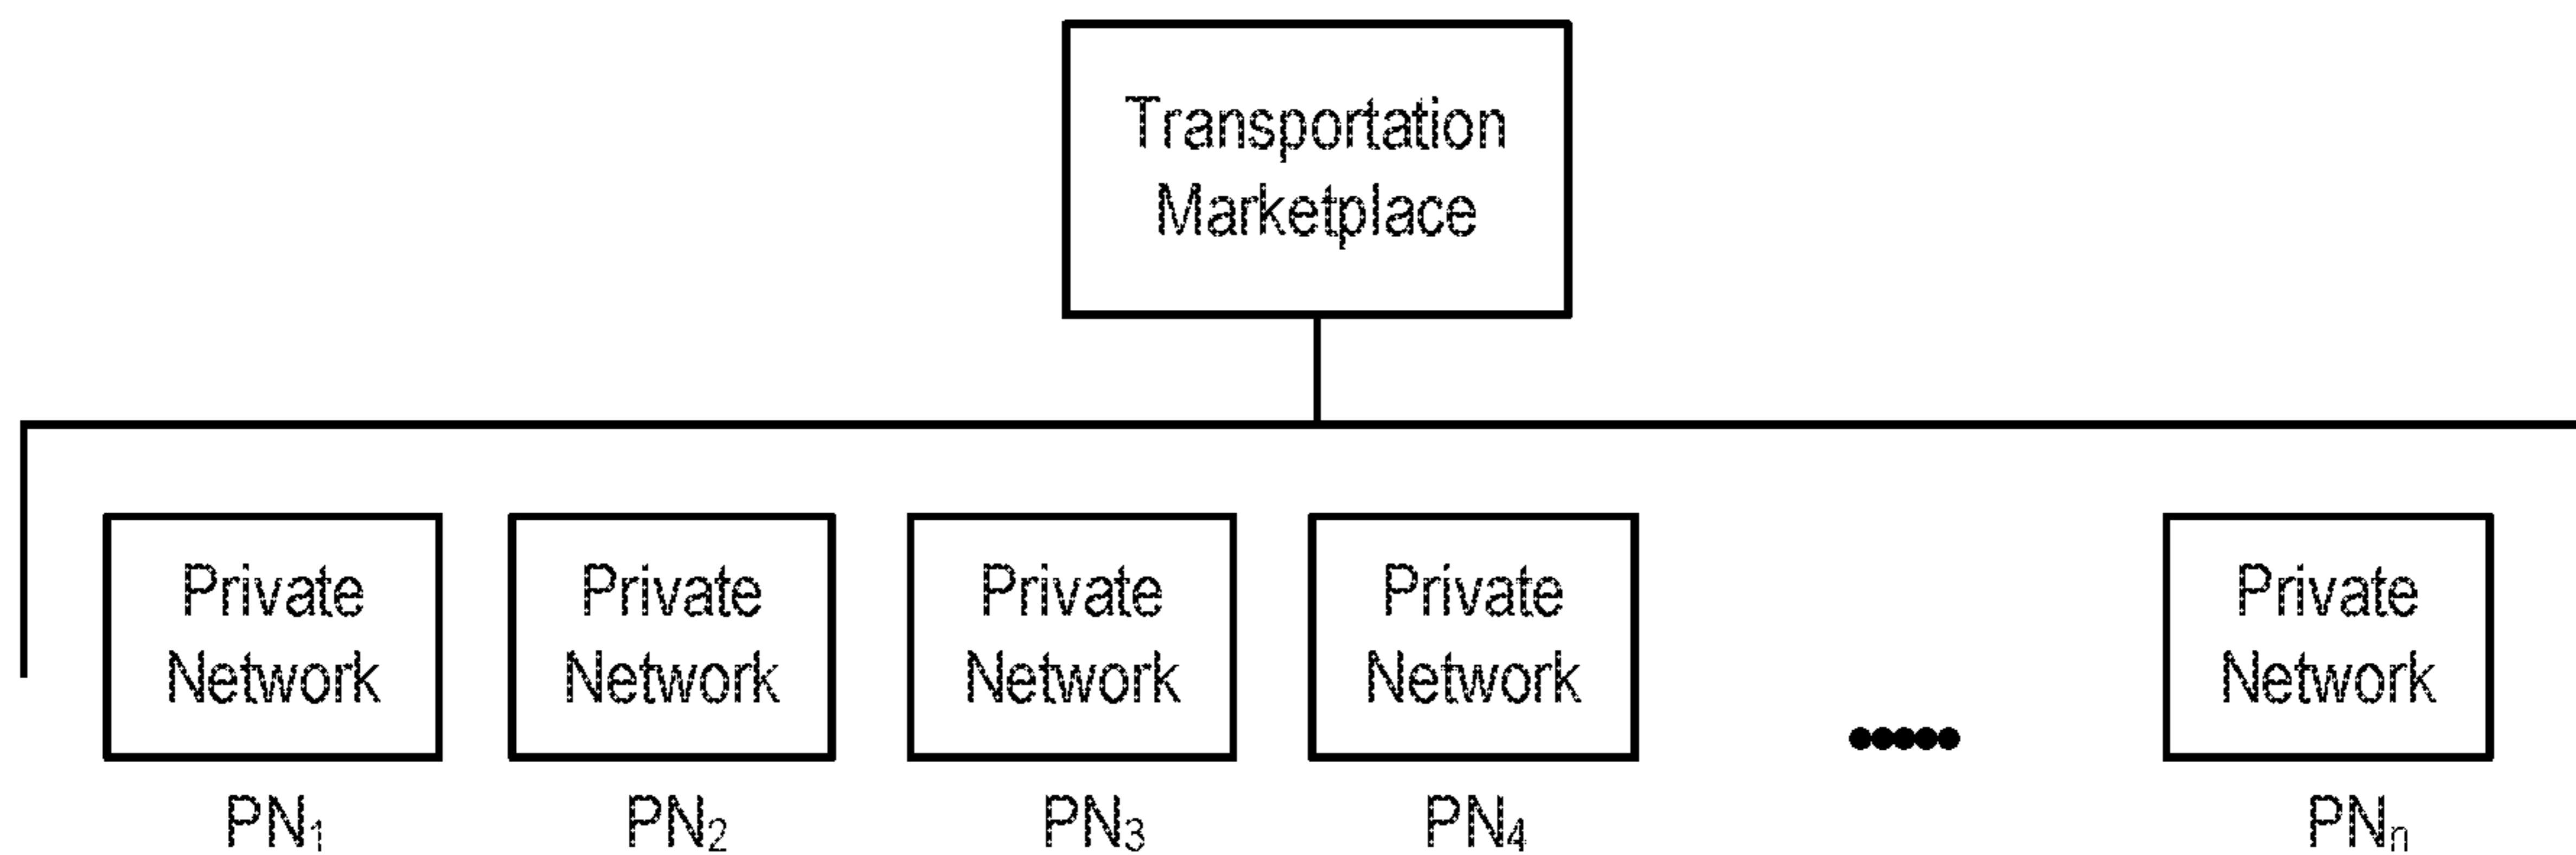 Transportation
Marketplace
Private Private Private Private Private
Network Network Network Network Network
PN₁ PN₂ PN₃ PN₄ PNₙ